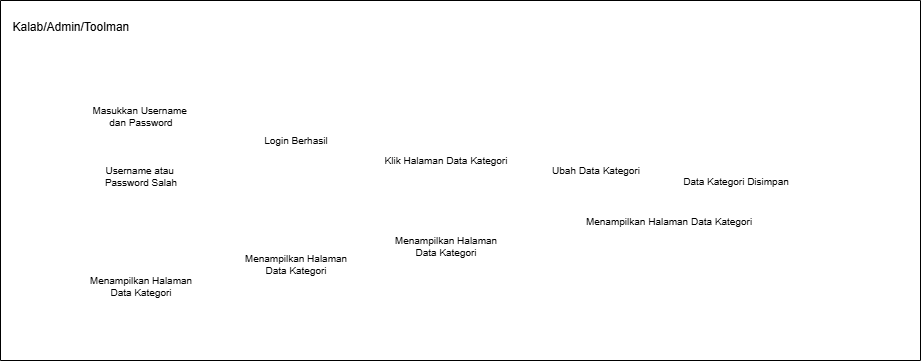 Kalab/Admin/Toolman
Masukkan Username
dan Password
Login Berhasil
Klik Halaman Data Kategori
Username atau
Password Salah
Ubah Data Kategori
Data Kategori Disimpan
Menampilkan Halaman Data Kategori
Menampilkan Halaman
Data Kategori
Menampilkan Halaman
Data Kategori
Menampilkan Halaman
Data Kategori